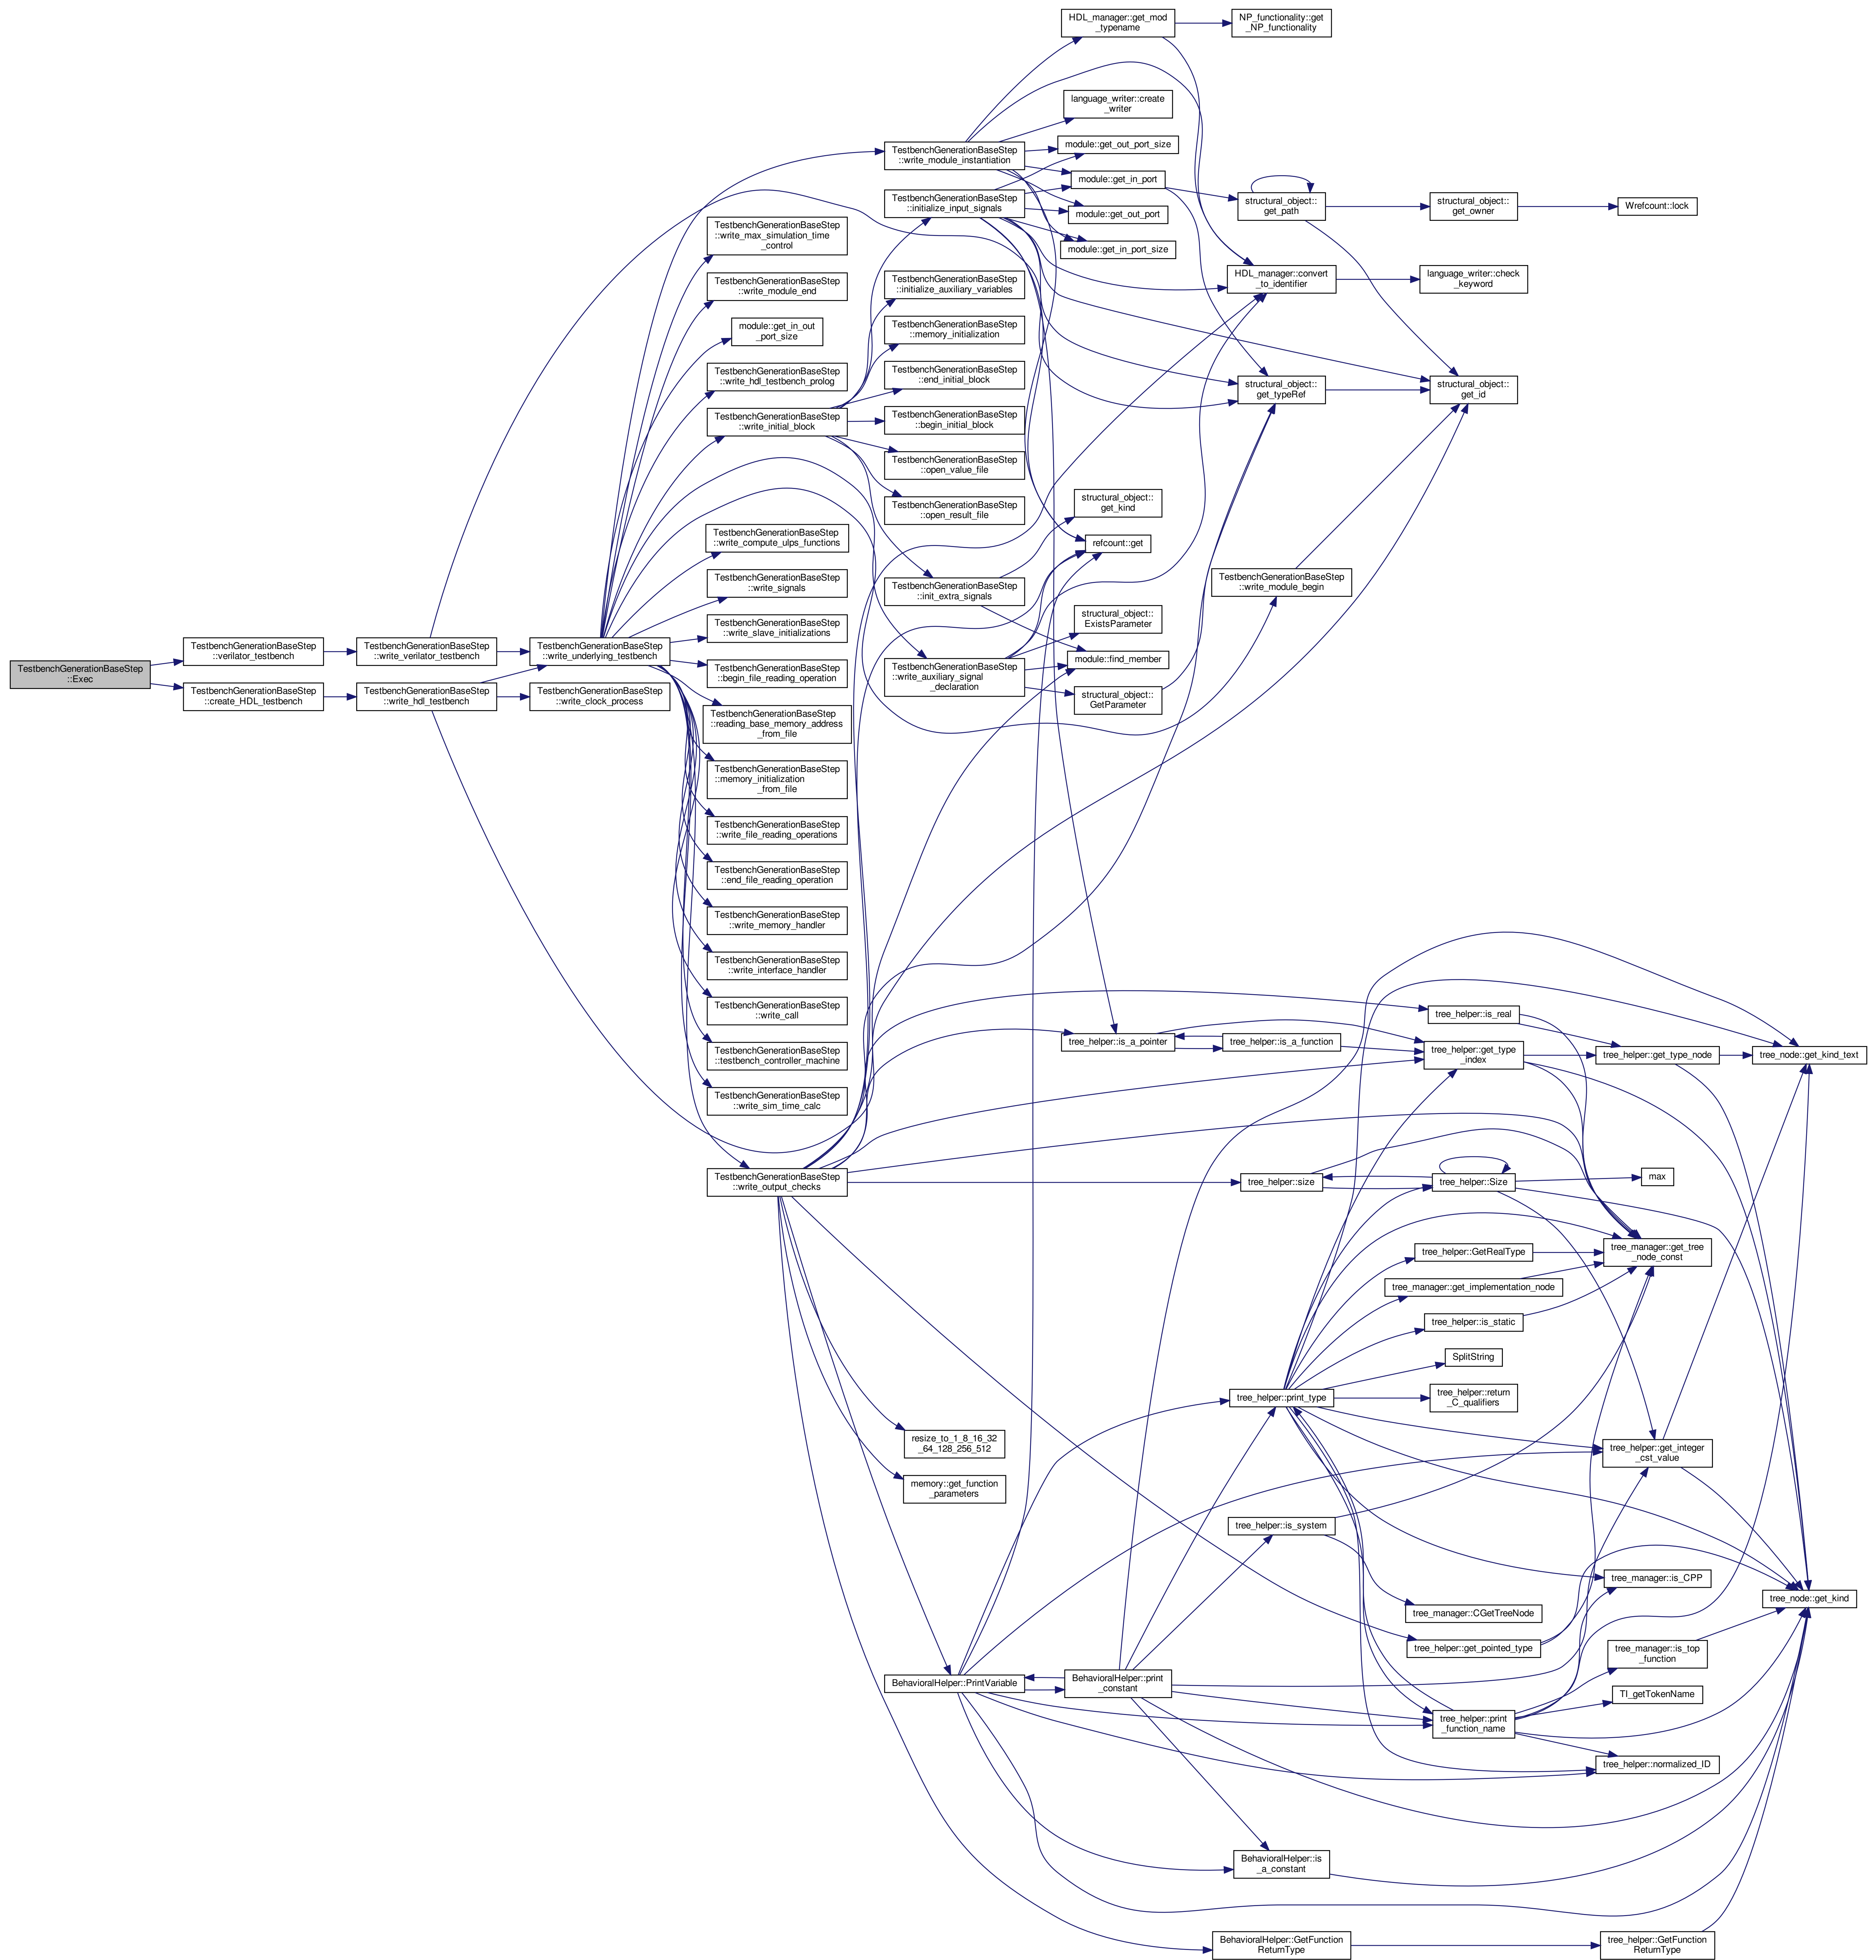 TestbenchGenerationBaseStep
::Exec
TestbenchGenerationBaseStep
::verilator_testbench
TestbenchGenerationBaseStep
::create_HDL_testbench
TestbenchGenerationBaseStep
::write_verilator_testbench
TestbenchGenerationBaseStep
::write_hdl_testbench
TestbenchGenerationBaseStep
::write_underlying_testbench
TestbenchGenerationBaseStep
::write_clock_process
TestbenchGenerationBaseStep
::write_max_simulation_time
_control
TestbenchGenerationBaseStep
::write_module_end
module::get_in_out
_port_size
TestbenchGenerationBaseStep
::write_hdl_testbench_prolog
TestbenchGenerationBaseStep
::write_initial_block
TestbenchGenerationBaseStep
::write_compute_ulps_functions
TestbenchGenerationBaseStep
::write_signals
TestbenchGenerationBaseStep
::write_slave_initializations
TestbenchGenerationBaseStep
::begin_file_reading_operation
TestbenchGenerationBaseStep
::reading_base_memory_address
_from_file
TestbenchGenerationBaseStep
::memory_initialization
_from_file
TestbenchGenerationBaseStep
::write_file_reading_operations
TestbenchGenerationBaseStep
::end_file_reading_operation
TestbenchGenerationBaseStep
::write_memory_handler
TestbenchGenerationBaseStep
::write_interface_handler
TestbenchGenerationBaseStep
::write_call
TestbenchGenerationBaseStep
::testbench_controller_machine
TestbenchGenerationBaseStep
::write_sim_time_calc
TestbenchGenerationBaseStep
::write_output_checks
TestbenchGenerationBaseStep
::write_module_instantiation
TestbenchGenerationBaseStep
::initialize_input_signals
TestbenchGenerationBaseStep
::initialize_auxiliary_variables
TestbenchGenerationBaseStep
::memory_initialization
TestbenchGenerationBaseStep
::end_initial_block
TestbenchGenerationBaseStep
::begin_initial_block
TestbenchGenerationBaseStep
::open_value_file
TestbenchGenerationBaseStep
::open_result_file
TestbenchGenerationBaseStep
::init_extra_signals
TestbenchGenerationBaseStep
::write_auxiliary_signal
_declaration
resize_to_1_8_16_32
_64_128_256_512
memory::get_function
_parameters
BehavioralHelper::PrintVariable
HDL_manager::get_mod
_typename
language_writer::create
_writer
module::get_out_port_size
module::get_in_port
module::get_out_port
module::get_in_port_size
structural_object::
get_kind
refcount::get
structural_object::
ExistsParameter
module::find_member
structural_object::
GetParameter
tree_helper::is_a_pointer
BehavioralHelper::print
_constant
NP_functionality::get
_NP_functionality
structural_object::
get_path
HDL_manager::convert
_to_identifier
structural_object::
get_typeRef
TestbenchGenerationBaseStep
::write_module_begin
tree_helper::is_a_function
tree_helper::size
tree_helper::print_type
tree_helper::is_system
BehavioralHelper::is
_a_constant
BehavioralHelper::GetFunction
ReturnType
structural_object::
get_owner
language_writer::check
_keyword
structural_object::
get_id
tree_helper::is_real
tree_helper::get_type
_index
tree_helper::Size
tree_helper::GetRealType
tree_manager::get_implementation_node
tree_helper::is_static
SplitString
tree_helper::return
_C_qualifiers
tree_manager::CGetTreeNode
tree_helper::get_pointed_type
tree_helper::print
_function_name
Wrefcount::lock
tree_helper::get_type_node
max
tree_manager::get_tree
_node_const
tree_helper::get_integer
_cst_value
tree_manager::is_CPP
tree_manager::is_top
_function
TI_getTokenName
tree_helper::normalized_ID
tree_helper::GetFunction
ReturnType
tree_node::get_kind_text
tree_node::get_kind